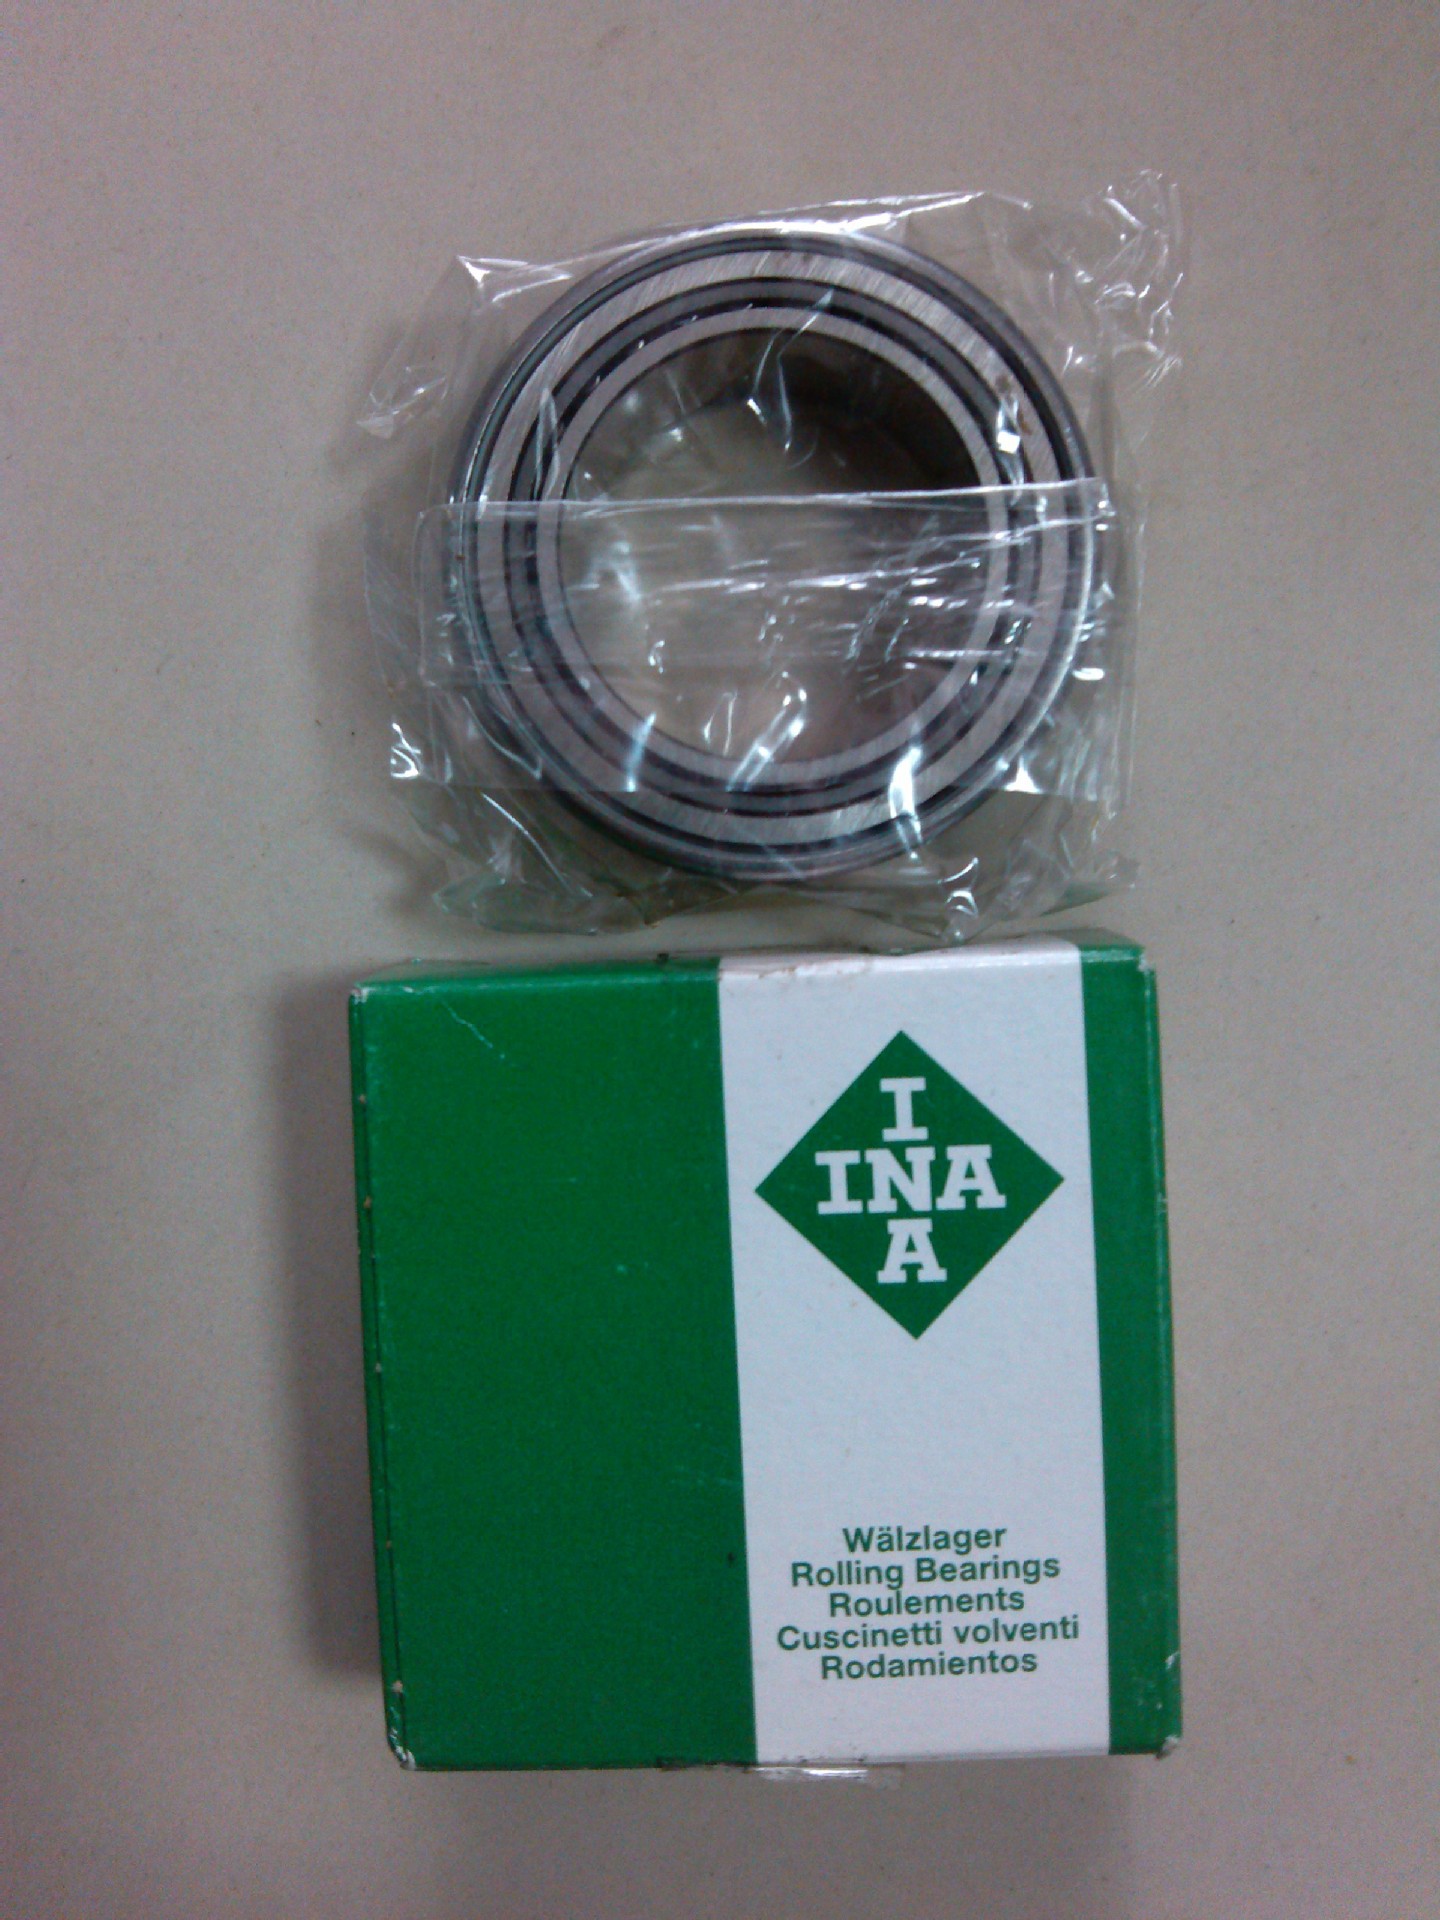 I
INA
A
Wälzlager
Rolling Bearings
Roulements
Cuscinetti volventi
Rodamientos